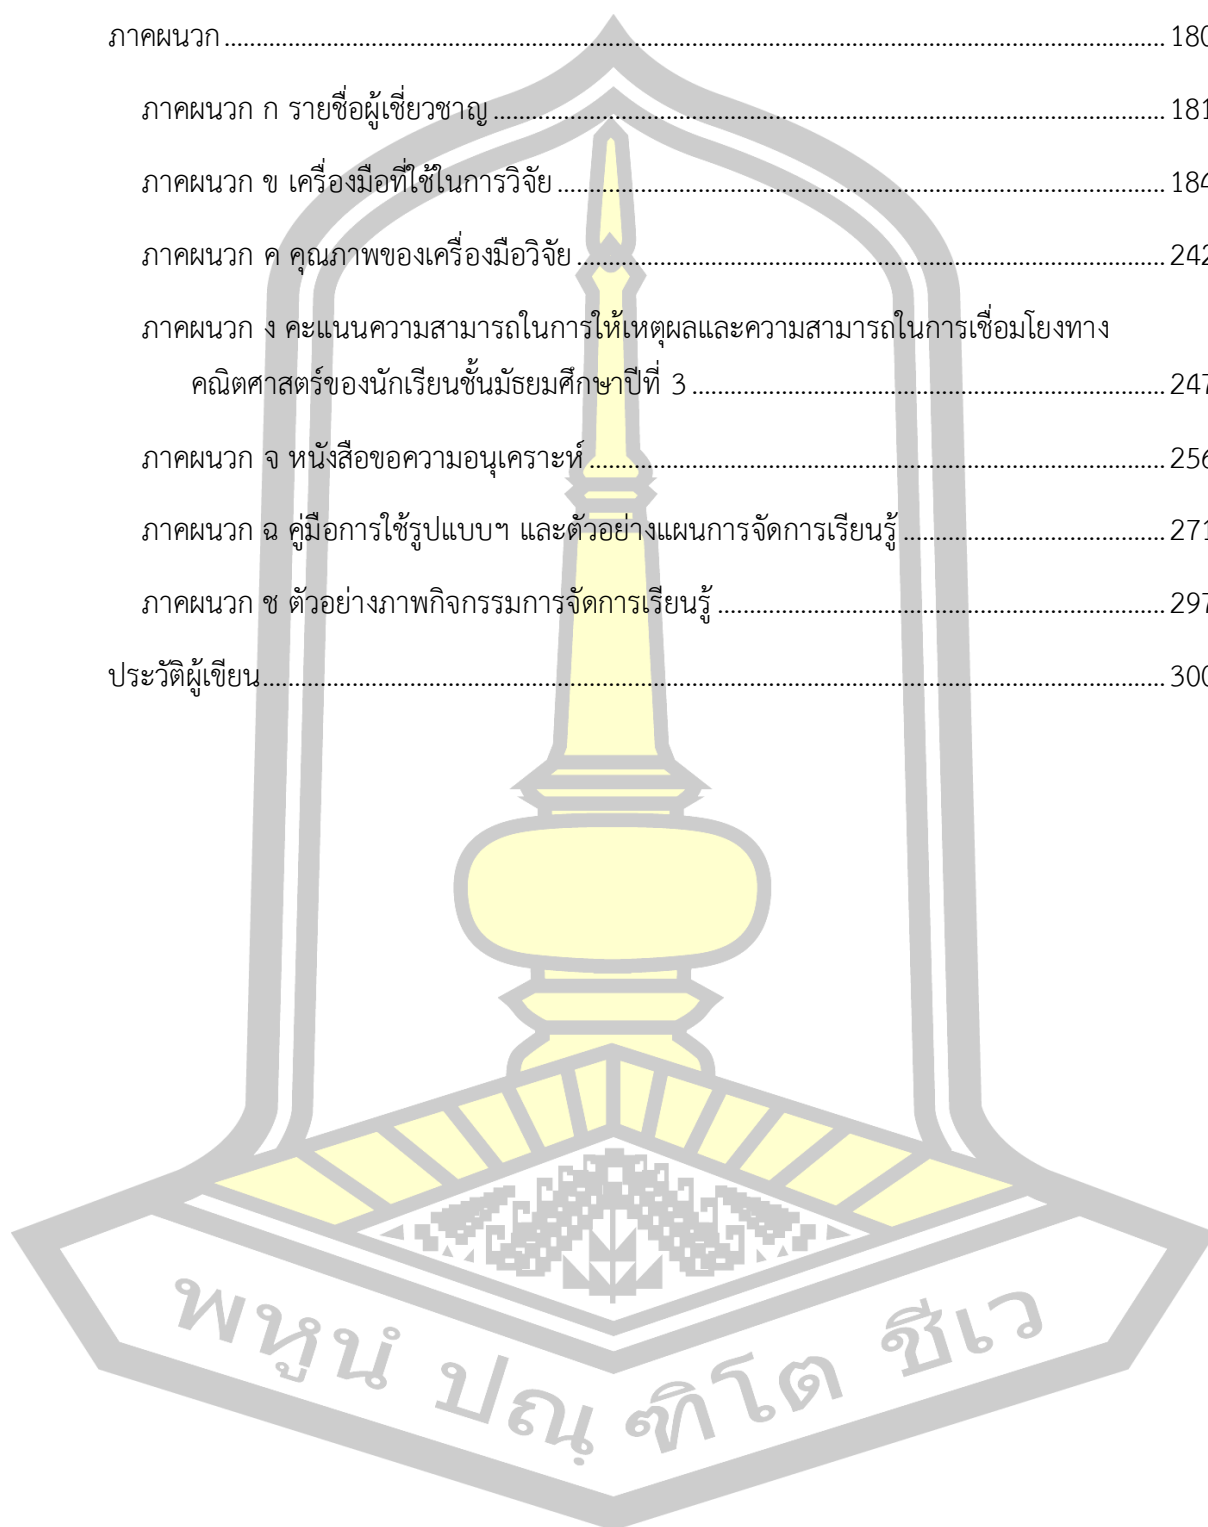 ภาคผนวก ........................................ 180
ภาคผนวก ก รายชื่อผู้เชี่ยวชาญ ........................................ 181
ภาคผนวก ข เครื่องมือที่ใช้ในการวิจัย ........................................ 184
ภาคผนวก ค คุณภาพของเครื่องมือวิจัย ........................................ 242
ภาคผนวก ง คะแนนความสามารถในการให้เหตุผลและความสามารถในการเชื่อมโยงทาง
คณิตศาสตร์ของนักเรียนชั้นมัธยมศึกษาปีที่ 3 ........................................ 247
ภาคผนวก จ หนังสือขอความอนุเคราะห์ ........................................ 256
ภาคผนวก ฉ คู่มือการใช้รูปแบบฯ และตัวอย่างแผนการจัดการเรียนรู้ ........................................ 271
ภาคผนวก ช ตัวอย่างภาพกิจกรรมการจัดการเรียนรู้ ........................................ 297
ประวัติผู้เขียน ........................................ 300
พหูนํ ปณฺฑิโต ชีเว